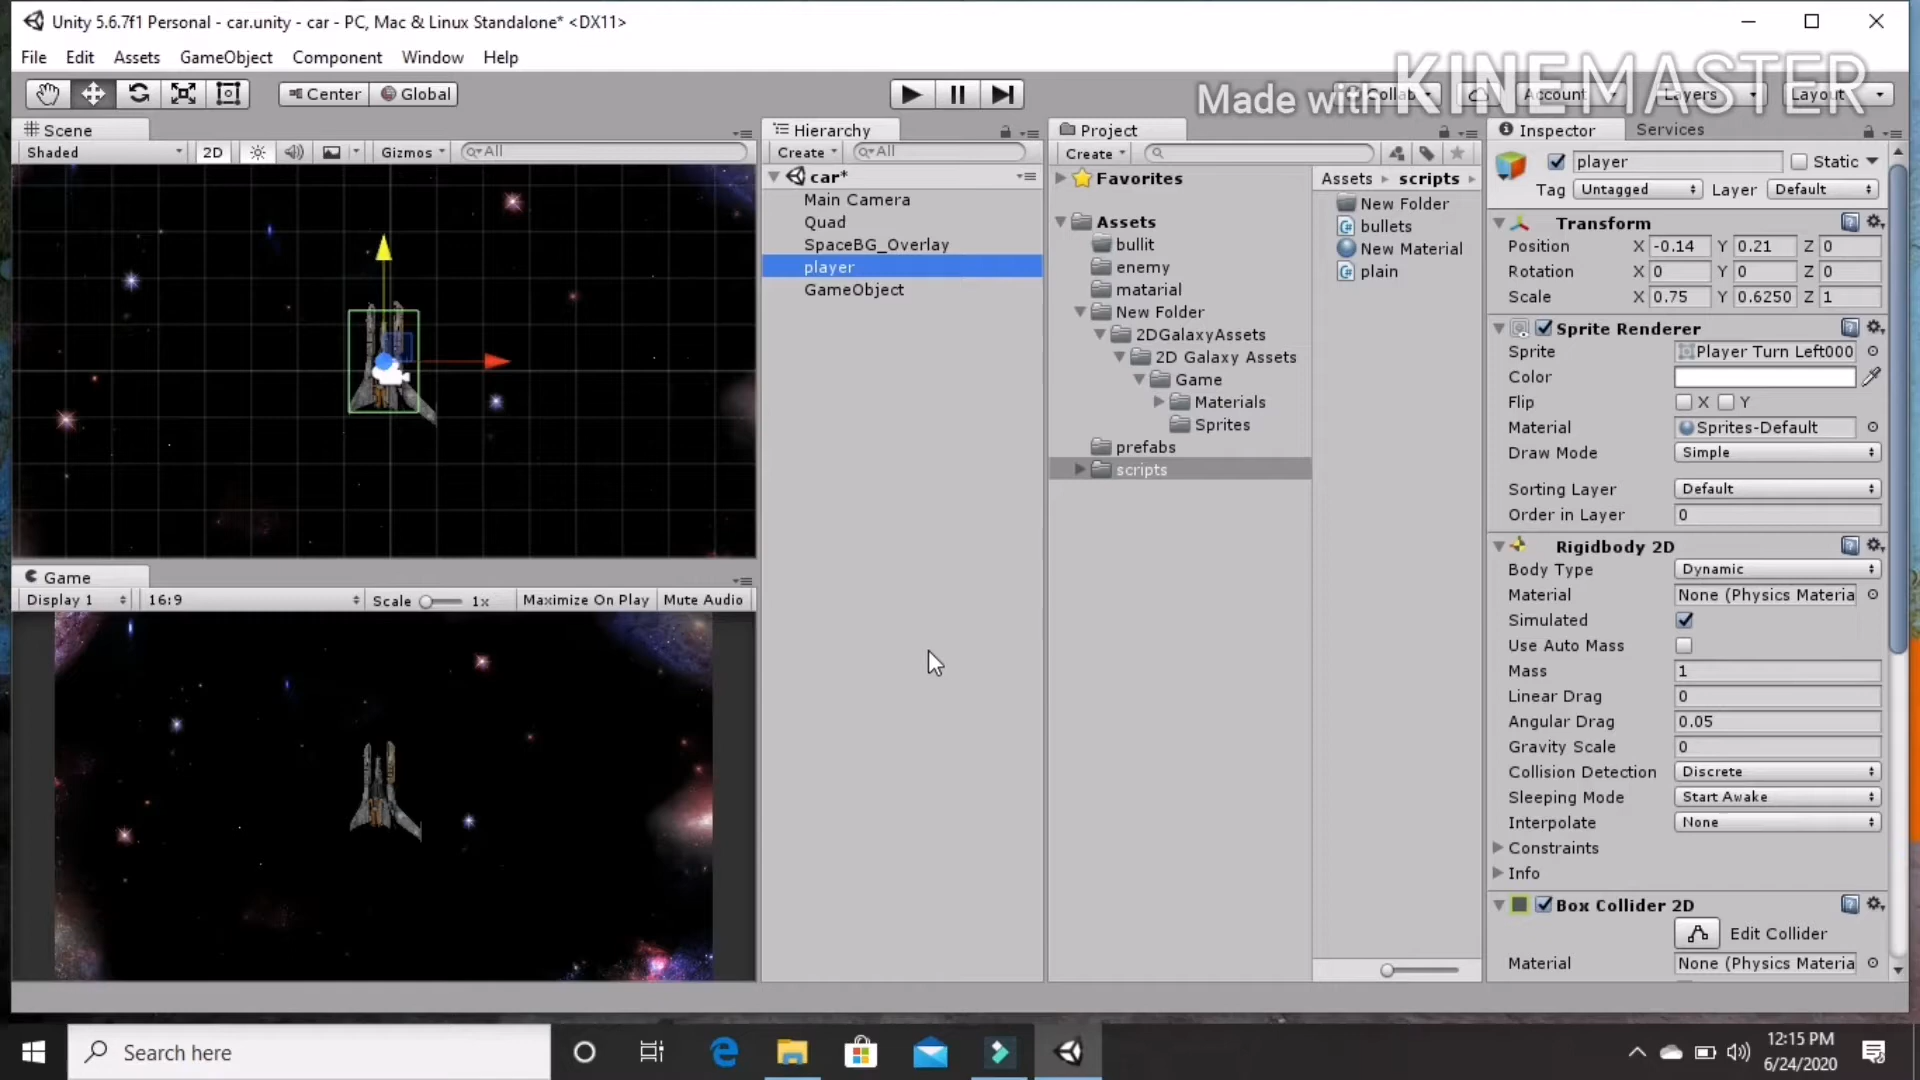 Unity 5.6.7f1 Personal - car.unity - car - PC, Mac & Linux Standalone* <DX11>
File Edit Assets GameObject Component Window Help
Center Global
Made with KINEMASTER
Collab Account Layers Layout
Scene
Shaded 2D Gizmos All
Hierarchy
Create All
car*
Main Camera
Quad
SpaceBG_Overlay
player
GameObject
Project
Create
Favorites
Assets
bullit
enemy
matarial
New Folder
2DGalaxyAssets
2D Galaxy Assets
Game
Materials
Sprites
prefabs
scripts
Assets scripts
New Folder
bullets
New Material
plain
Inspector Services
player Static
Tag Untagged Layer Default
Transform
Position X -0.14 Y 0.21 Z 0
Rotation X 0 Y 0 Z 0
Scale X 0.75 Y 0.6250 Z 1
Sprite Renderer
Sprite Player Turn Left000
Color
Flip X Y
Material Sprites-Default
Draw Mode Simple
Sorting Layer Default
Order in Layer 0
Rigidbody 2D
Body Type Dynamic
Material None (Physics Materia
Simulated
Use Auto Mass
Mass 1
Linear Drag 0
Angular Drag 0.05
Gravity Scale 0
Collision Detection Discrete
Sleeping Mode Start Awake
Interpolate None
Constraints
Info
Box Collider 2D
Edit Collider
Material None (Physics Materia
Game
Display 1 16:9 Scale 1x Maximize On Play Mute Audio
Search here
12:15 PM
6/24/2020